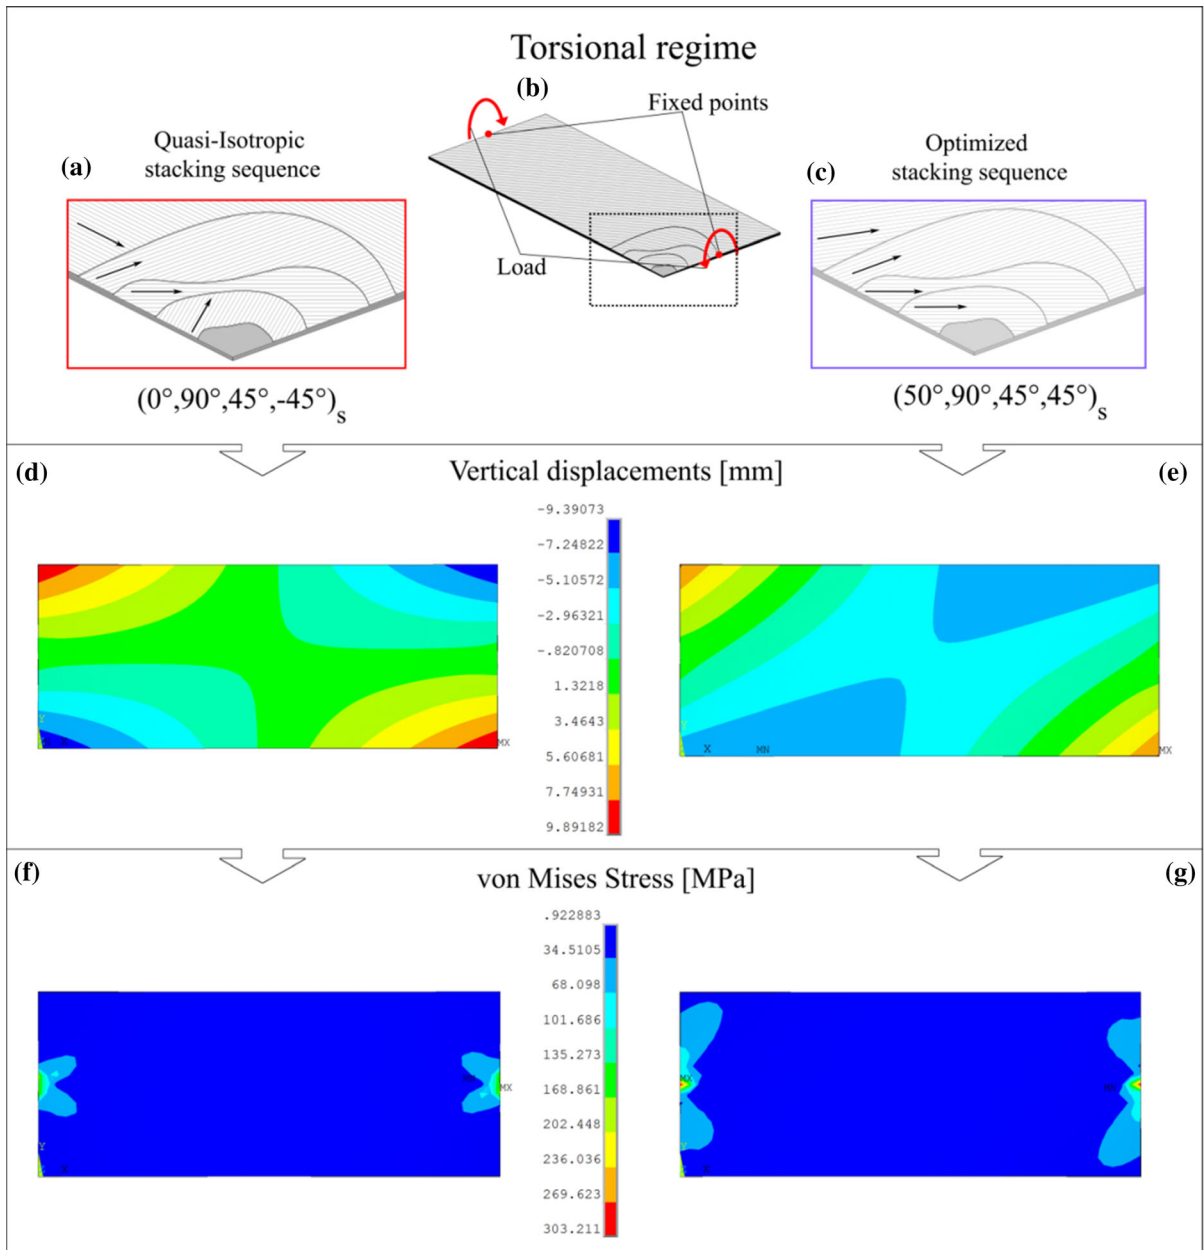 Torsional regime
(b)
Fixed points
Quasi-Isotropic
stacking sequence
(a)
Optimized
stacking sequence
(c)
Load
(0°,90°,45°,-45°)s
(50°,90°,45°,45°)s
(d)
Vertical displacements [mm]
(e)
-9.39073
-7.24822
-5.10572
-2.96321
-.820708
1.3218
3.4643
5.60681
7.74931
9.89182
Y
X
MX
Y
X
MN
MX
(f)
von Mises Stress [MPa]
(g)
.922883
34.5105
68.098
101.686
135.273
168.861
202.448
236.036
269.623
303.211
MN
MX
Y
X
MX
MN
Y
X